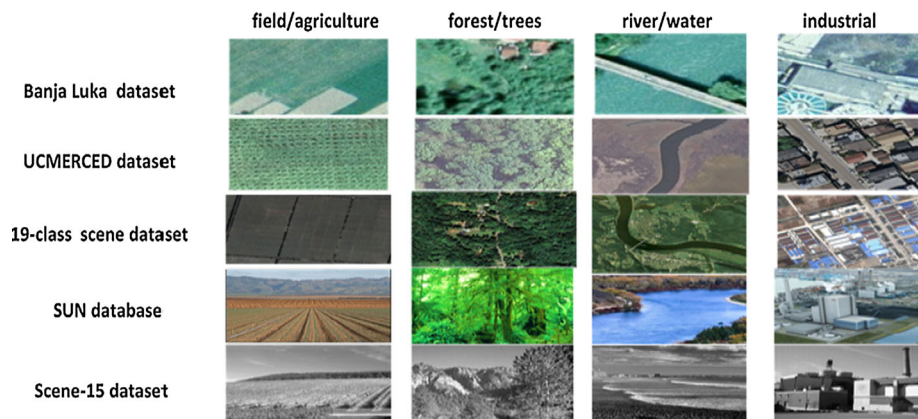 field/agriculture forest/trees river/water industrial
Banja Luka dataset
UCMERCED dataset
19-class scene dataset
SUN database
Scene-15 dataset